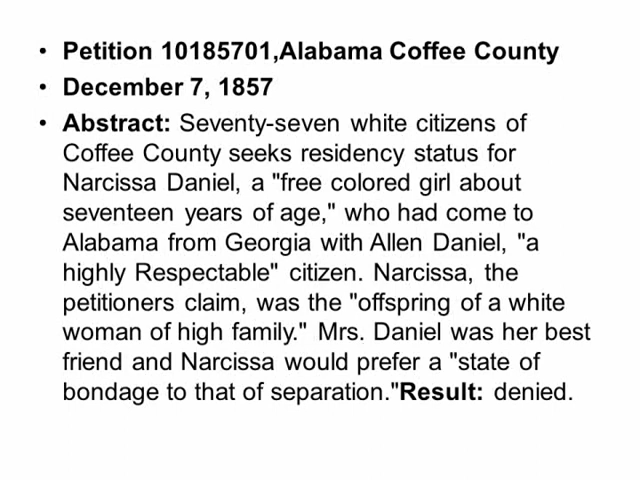 • Petition 10185701,Alabama Coffee County
• December 7, 1857
• Abstract: Seventy-seven white citizens of
Coffee County seeks residency status for
Narcissa Daniel, a "free colored girl about
seventeen years of age," who had come to
Alabama from Georgia with Allen Daniel, "a
highly Respectable" citizen. Narcissa, the
petitioners claim, was the "offspring of a white
woman of high family." Mrs. Daniel was her best
friend and Narcissa would prefer a "state of
bondage to that of separation."Result: denied.